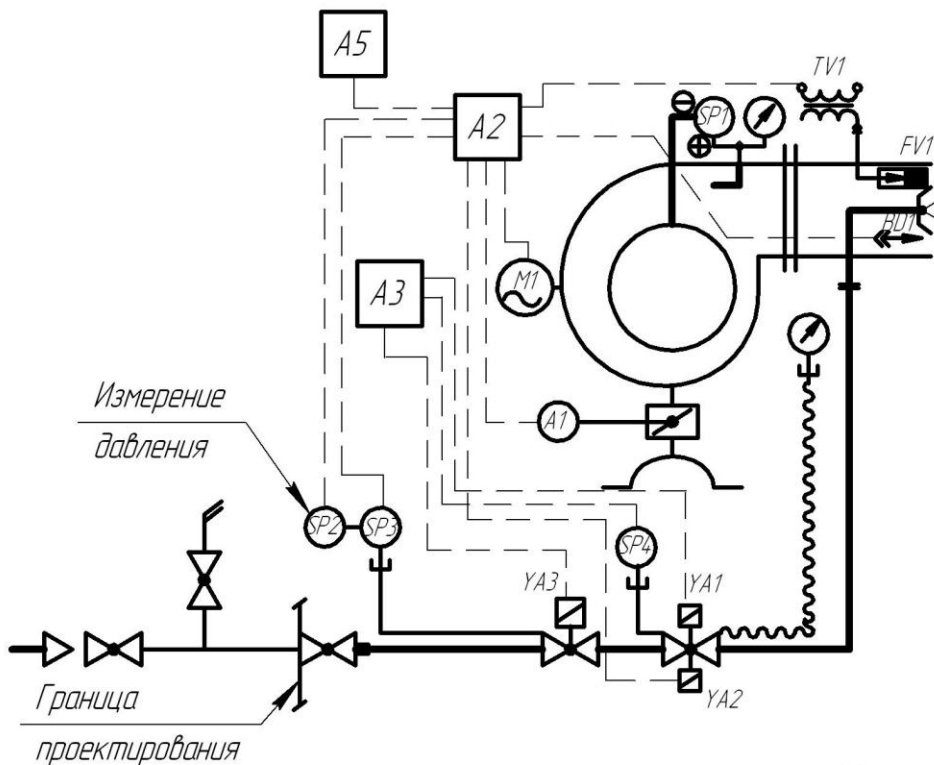 A5
TV1
A2
SP1
FV1
BD1
M1
A3
Измерение
давления
A1
SP2
SP3
SP4
YA3
YA1
YA2
Граница
проектирования